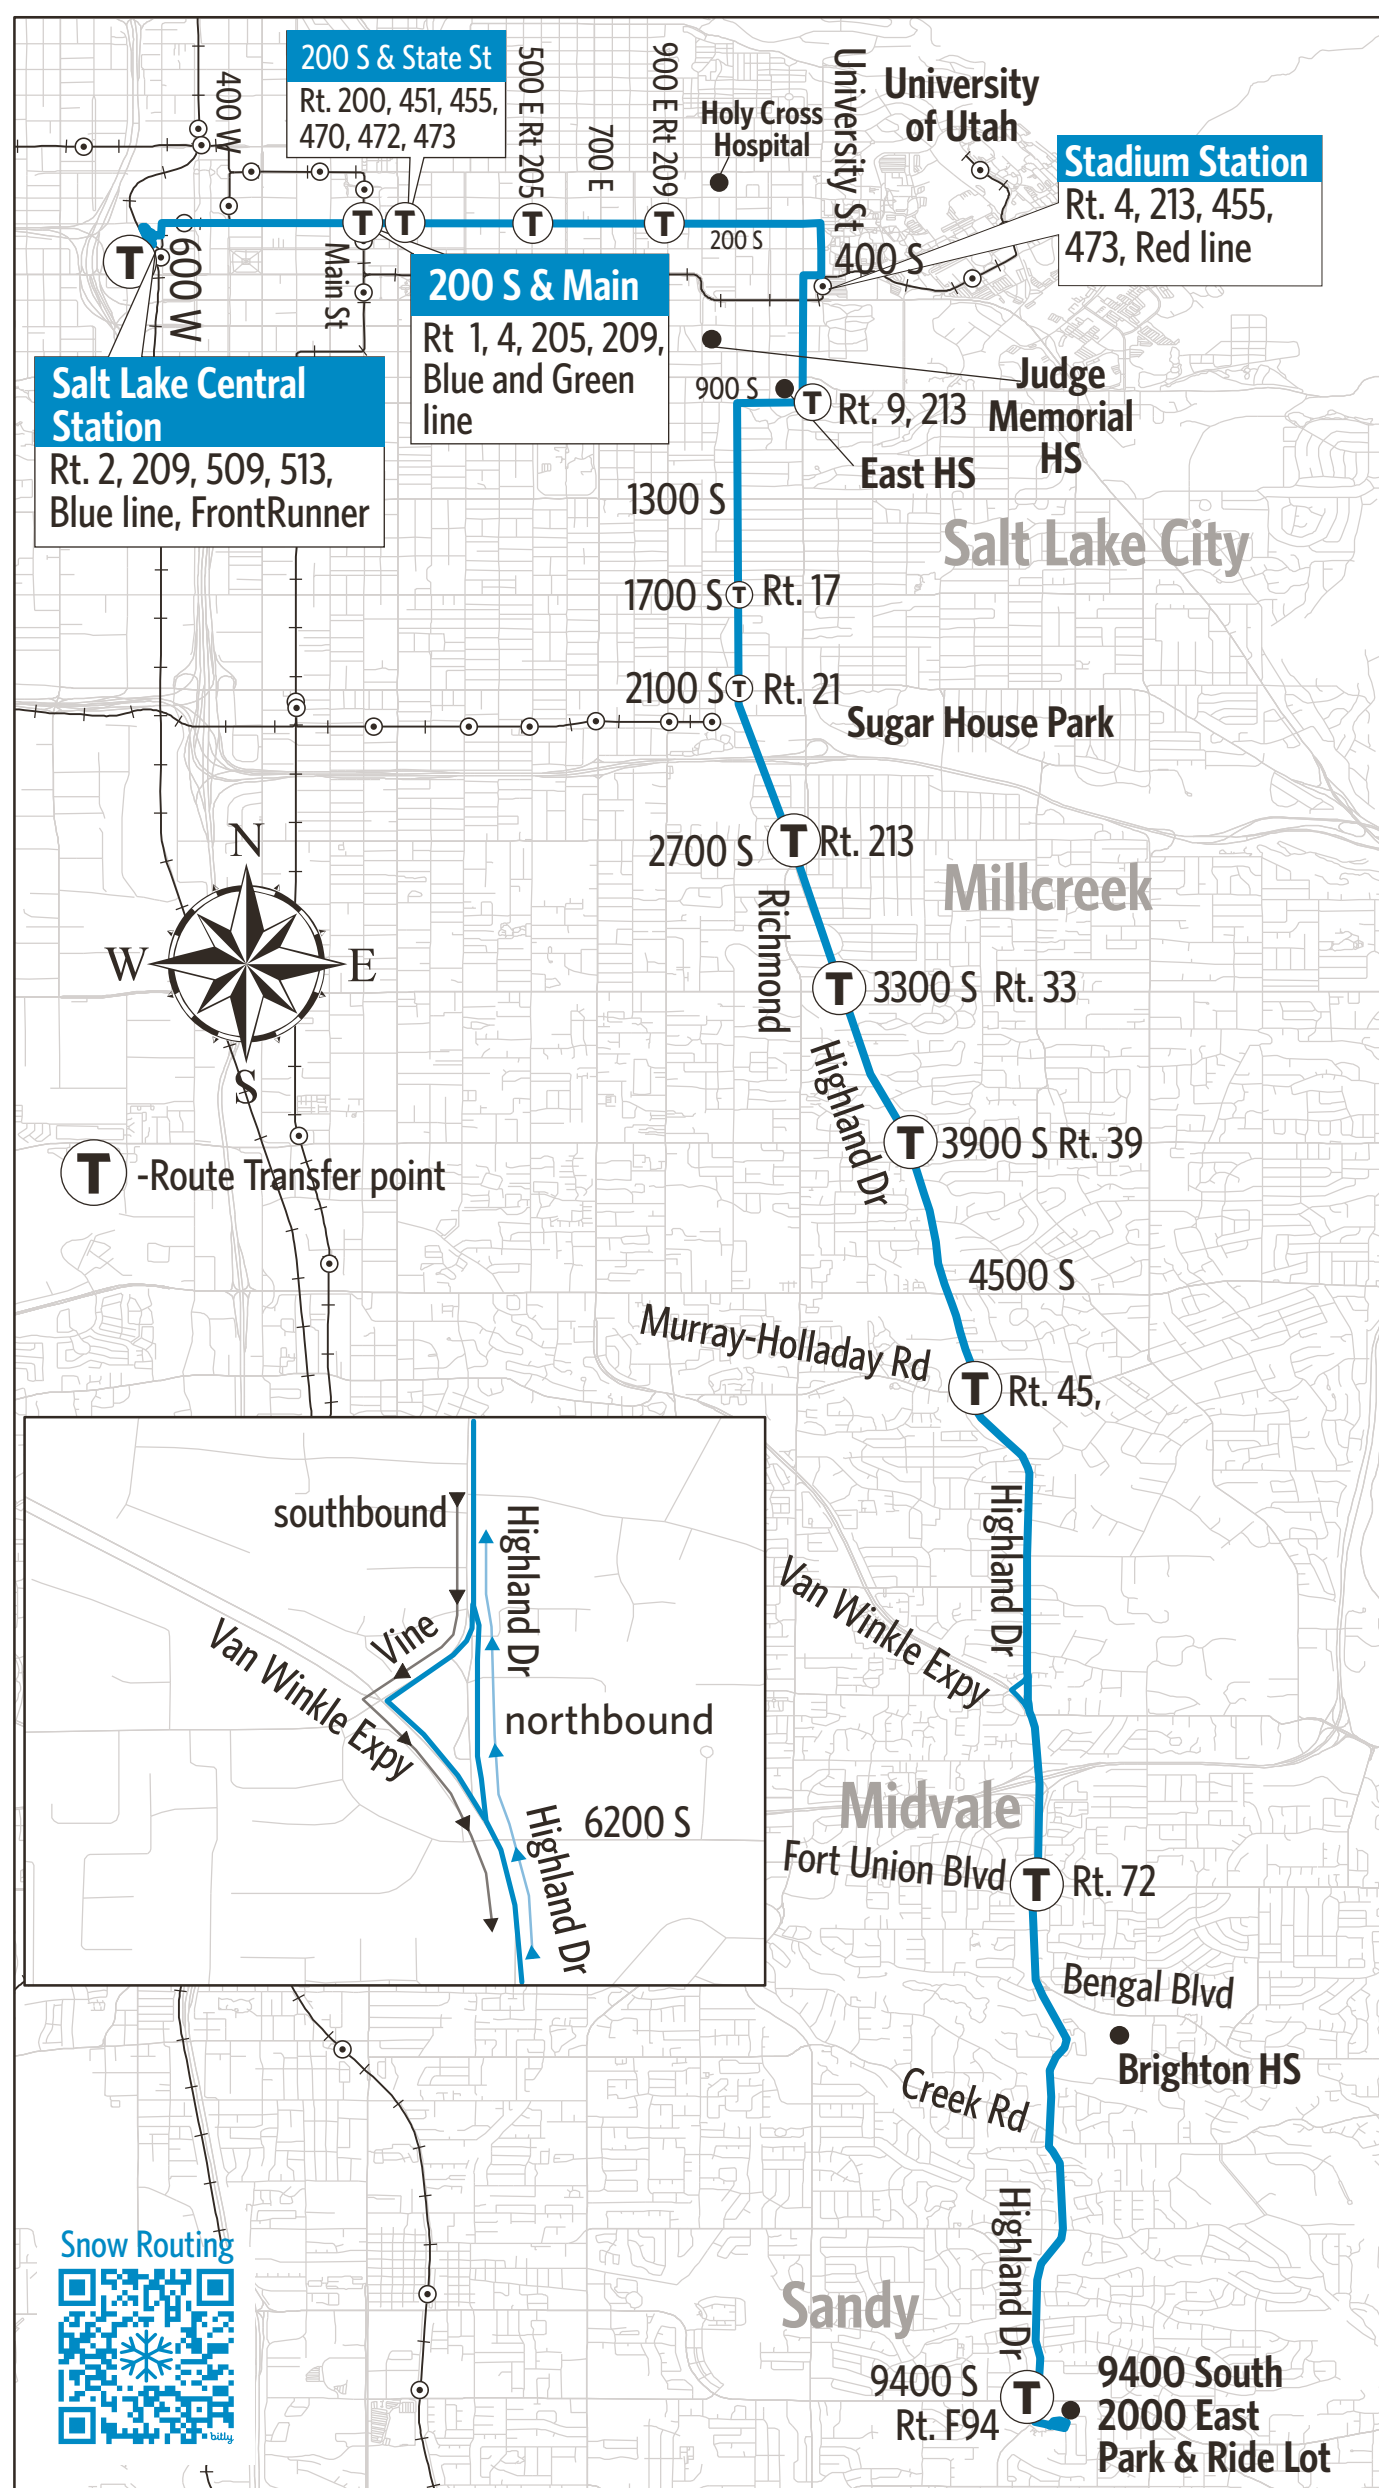 200 S & State St
Rt. 200, 451, 455,
470, 472, 473
400 W
500 E Rt 205
700 E
900 E Rt 209
Holy Cross
Hospital
University St
University
of Utah
Stadium Station
Rt. 4, 213, 455,
473, Red line
T
T
T
T
T
200 S
400 S
600 W
Main St
200 S & Main
Rt 1, 4, 205, 209,
Blue and Green
line
Salt Lake Central
Station
Rt. 2, 209, 509, 513,
Blue line, FrontRunner
Judge
Memorial
HS
900 S
T
Rt. 9, 213
East HS
1300 S
Salt Lake City
1700 S
T
Rt. 17
2100 S
T
Rt. 21
Sugar House Park
2700 S
T
Rt. 213
Millcreek
Richmond
N
W
E
S
T
3300 S Rt. 33
Highland Dr
T
3900 S Rt. 39
T
-Route Transfer point
4500 S
Murray-Holladay Rd
T
Rt. 45,
Highland Dr
Van Winkle Expy
southbound
Highland Dr
Vine
Van Winkle Expy
northbound
6200 S
Highland Dr
Midvale
Fort Union Blvd
T
Rt. 72
Bengal Blvd
Brighton HS
Creek Rd
Highland Dr
Snow Routing
bitly
Sandy
9400 S
Rt. F94
T
9400 South
2000 East
Park & Ride Lot